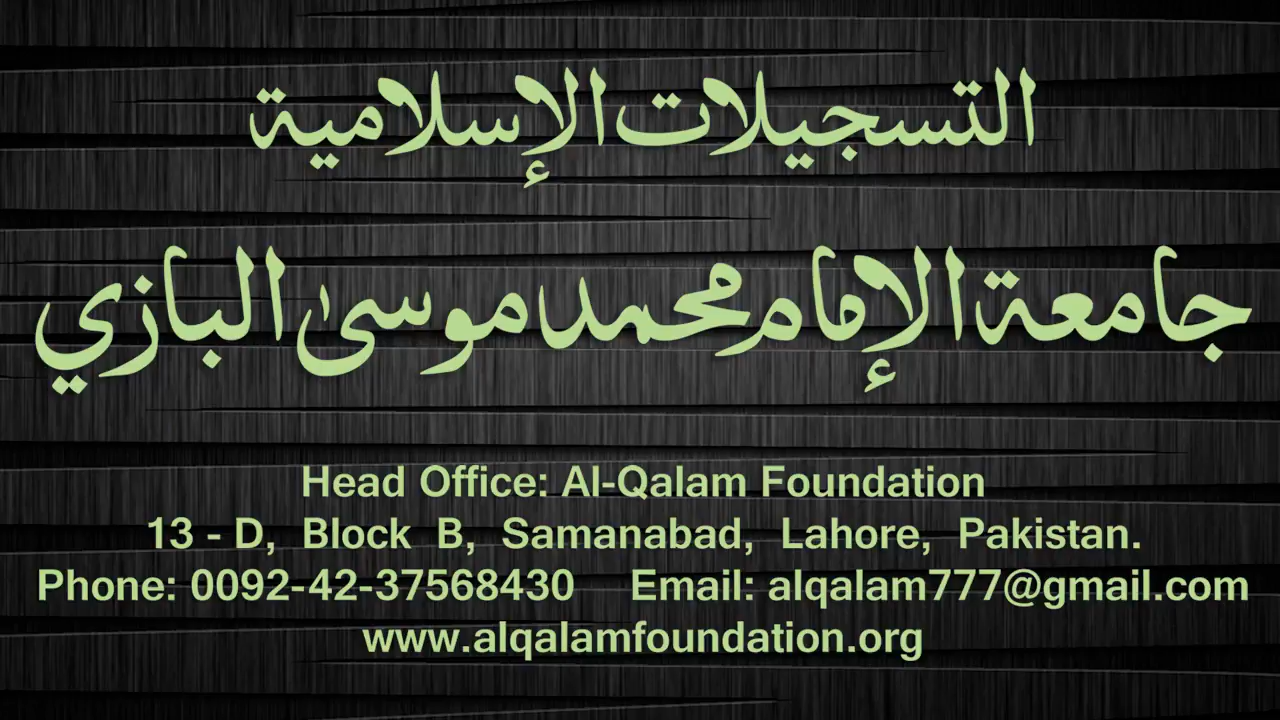 التسجيلات الإسلامية
جامعة الإمام محمد موسىٰ البازي
Head Office: Al-Qalam Foundation
13 - D, Block B, Samanabad, Lahore, Pakistan.
Phone: 0092-42-37568430 Email: alqalam777@gmail.com
www.alqalamfoundation.org